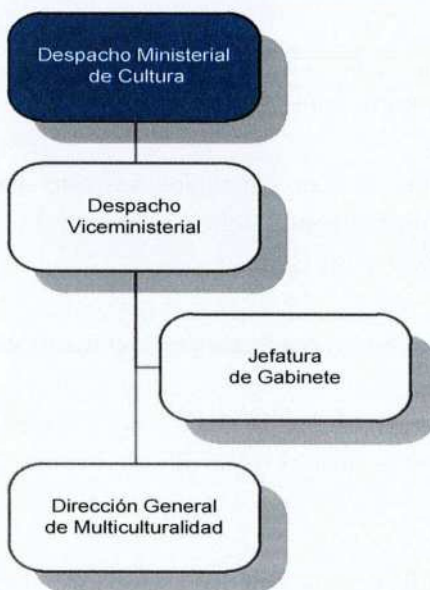 Despacho Ministerial
de Cultura
Despacho
Viceministerial
Jefatura
de Gabinete
Dirección General
de Multiculturalidad